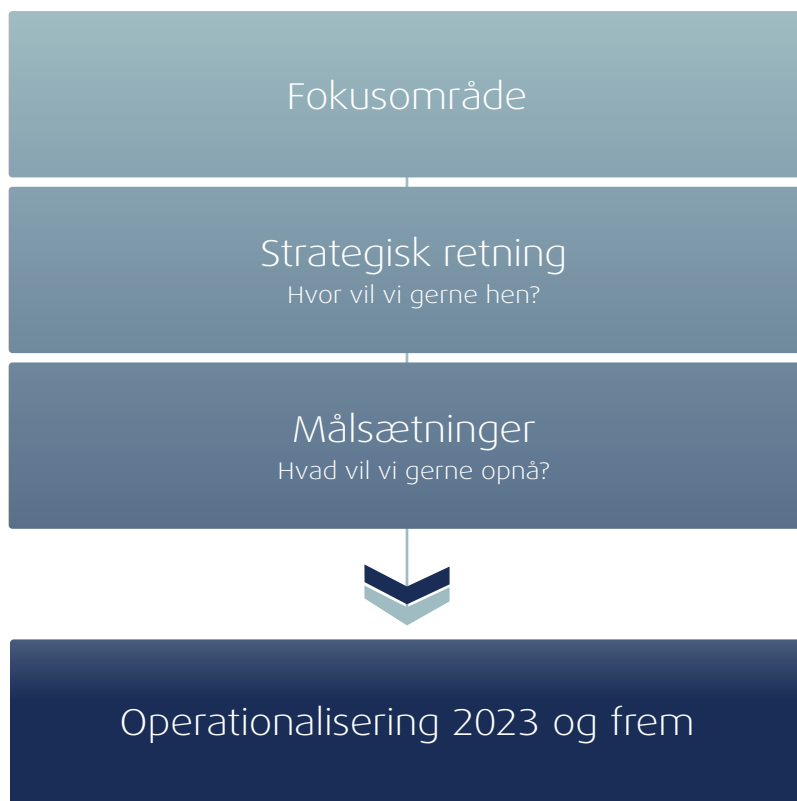 Fokusområde
Strategisk retning
Hvor vil vi gerne hen?
Målsætninger
Hvad vil vi gerne opnå?
Operationalisering 2023 og frem